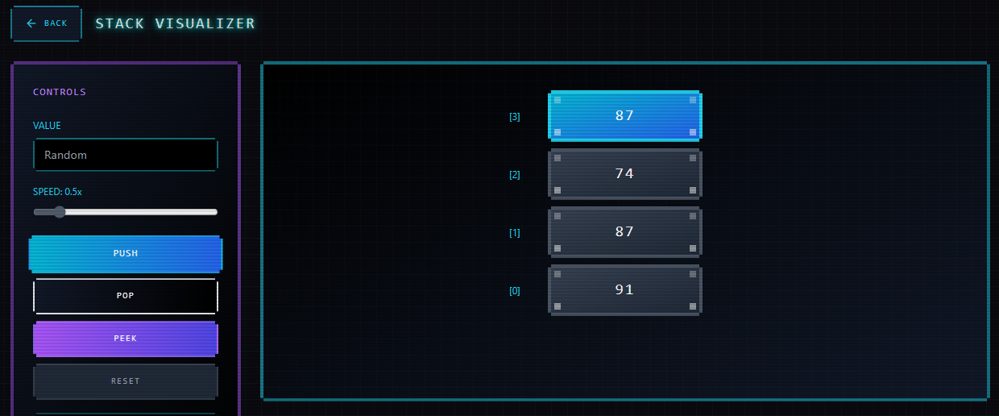 ← BACK
STACK VISUALIZER
CONTROLS
VALUE
Random
SPEED: 0.5x
PUSH
POP
PEEK
RESET
[3] 87
[2] 74
[1] 87
[0] 91